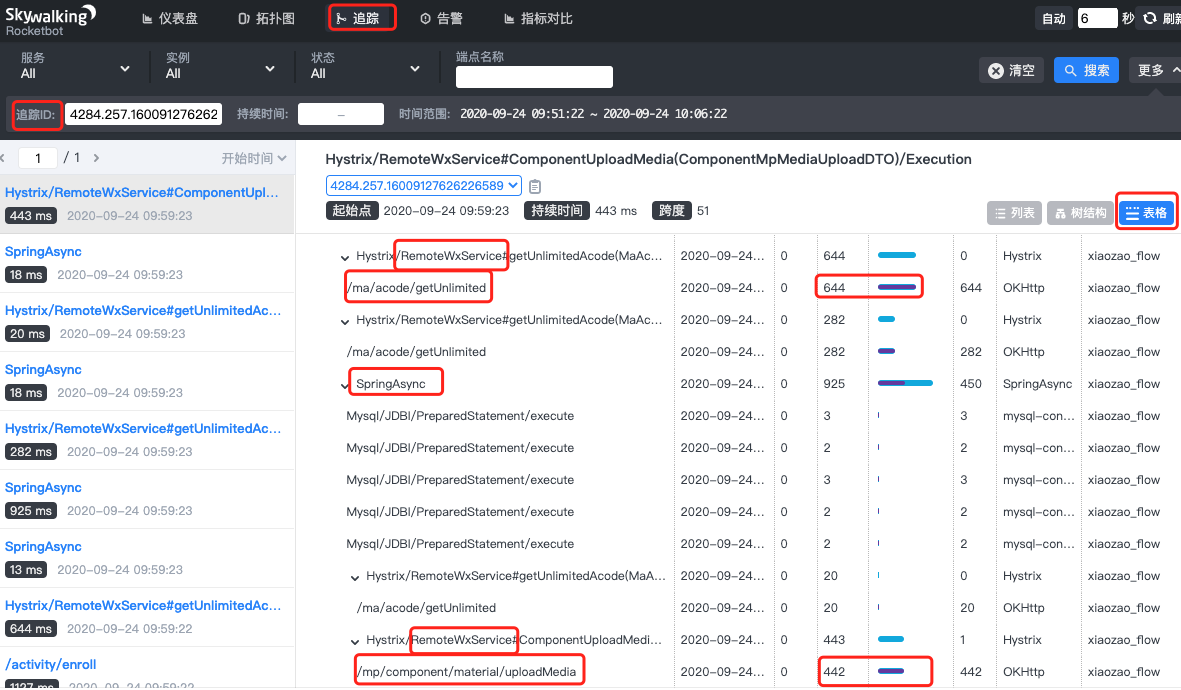 Skywalking
Rocketbot
仪表盘
拓扑图
追踪
告警
指标对比
自动
6
秒
刷新
服务
All
实例
All
状态
All
端点名称
清空
搜索
更多
追踪ID:
4284.257.160091276262
持续时间:
–
时间范围:
2020-09-24 09:51:22 ~ 2020-09-24 10:06:22
1 / 1
开始时间
Hystrix/RemoteWxService#ComponentUpl...
443 ms 2020-09-24 09:59:23
SpringAsync
18 ms 2020-09-24 09:59:23
Hystrix/RemoteWxService#getUnlimitedAc...
20 ms 2020-09-24 09:59:23
SpringAsync
18 ms 2020-09-24 09:59:23
Hystrix/RemoteWxService#getUnlimitedAc...
282 ms 2020-09-24 09:59:23
SpringAsync
925 ms 2020-09-24 09:59:23
SpringAsync
13 ms 2020-09-24 09:59:23
Hystrix/RemoteWxService#getUnlimitedAc...
644 ms 2020-09-24 09:59:22
/activity/enroll
1127 ms 2020-09-24 09:59:22
Hystrix/RemoteWxService#ComponentUploadMedia(ComponentMpMediaUploadDTO)/Execution
4284.257.16009127626226589
起始点 2020-09-24 09:59:23 持续时间 443 ms 跨度 51
列表 树结构 表格
Hystrix/RemoteWxService#getUnlimitedAcode(MaAc... 2020-09-24... 0 644 0 Hystrix xiaozao_flow
/ma/acode/getUnlimited 2020-09-24... 0 644 644 OKHttp xiaozao_flow
Hystrix/RemoteWxService#getUnlimitedAcode(MaAc... 2020-09-24... 0 282 0 Hystrix xiaozao_flow
/ma/acode/getUnlimited 2020-09-24... 0 282 282 OKHttp xiaozao_flow
SpringAsync 2020-09-24... 0 925 450 SpringAsync xiaozao_flow
Mysql/JDBI/PreparedStatement/execute 2020-09-24... 0 3 3 mysql-con... xiaozao_flow
Mysql/JDBI/PreparedStatement/execute 2020-09-24... 0 2 2 mysql-con... xiaozao_flow
Mysql/JDBI/PreparedStatement/execute 2020-09-24... 0 3 3 mysql-con... xiaozao_flow
Mysql/JDBI/PreparedStatement/execute 2020-09-24... 0 2 2 mysql-con... xiaozao_flow
Mysql/JDBI/PreparedStatement/execute 2020-09-24... 0 2 2 mysql-con... xiaozao_flow
Hystrix/RemoteWxService#getUnlimitedAcode(MaA... 2020-09-24... 0 20 0 Hystrix xiaozao_flow
/ma/acode/getUnlimited 2020-09-24... 0 20 20 OKHttp xiaozao_flow
Hystrix/RemoteWxService#ComponentUploadMedi... 2020-09-24... 0 443 1 Hystrix xiaozao_flow
/mp/component/material/uploadMedia 2020-09-24... 0 442 442 OKHttp xiaozao_flow